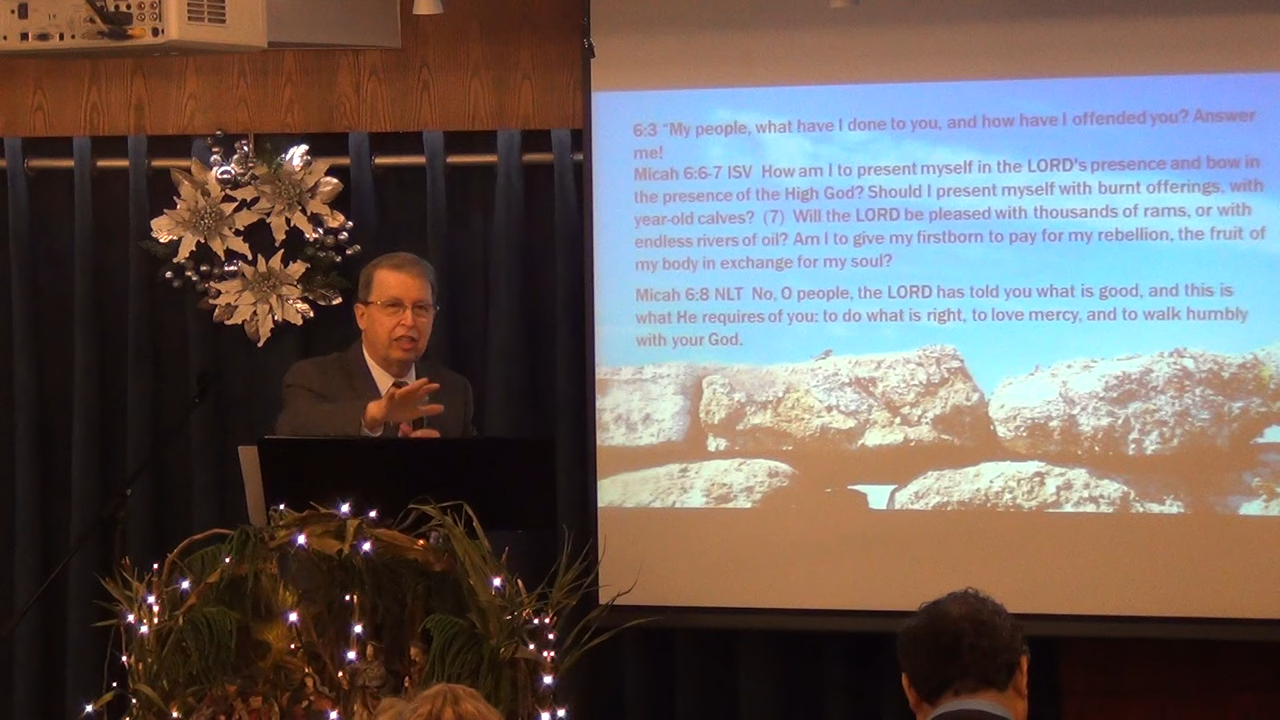 6:3 “My people, what have I done to you, and how have I offended you? Answer
me!
Micah 6:6-7 ISV How am I to present myself in the LORD's presence and bow in
the presence of the High God? Should I present myself with burnt offerings, with
year-old calves? (7) Will the LORD be pleased with thousands of rams, or with
endless rivers of oil? Am I to give my firstborn to pay for my rebellion, the fruit of
my body in exchange for my soul?
Micah 6:8 NLT No, O people, the LORD has told you what is good, and this is
what He requires of you: to do what is right, to love mercy, and to walk humbly
with your God.